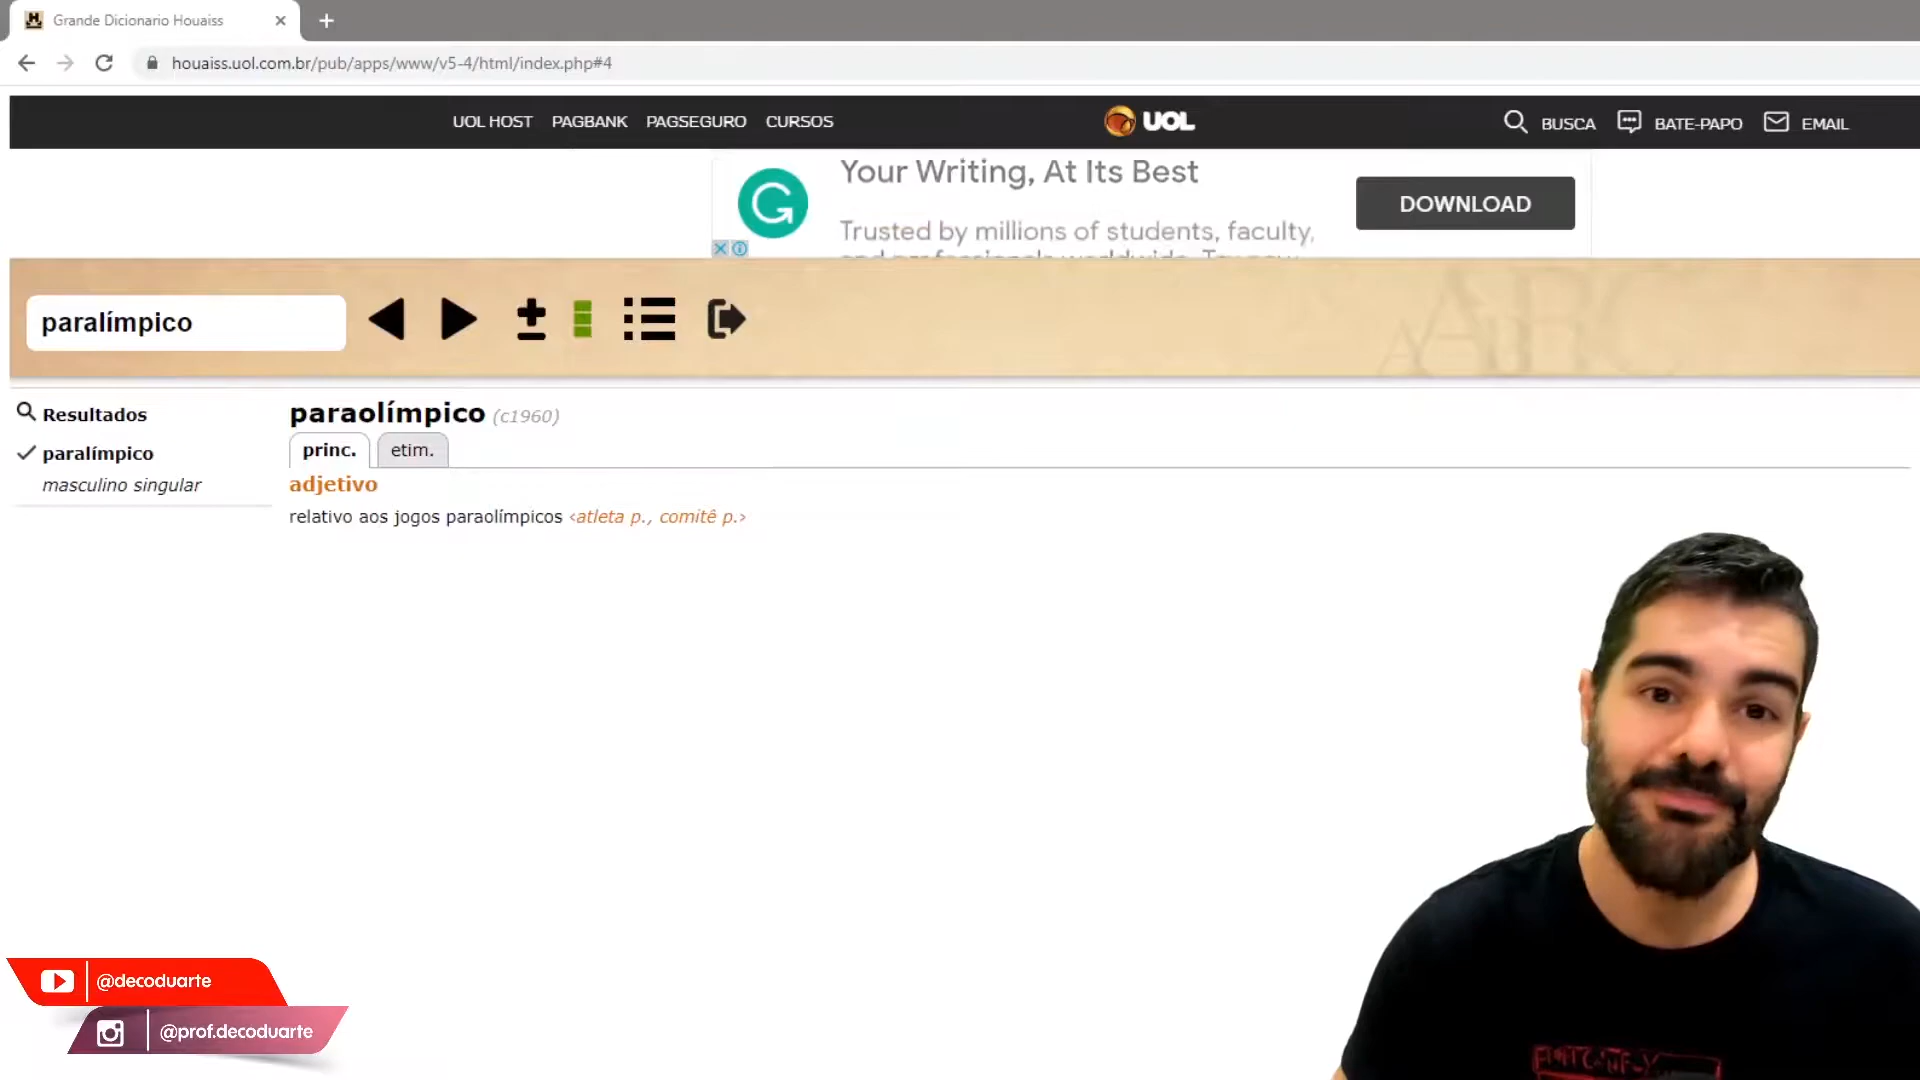 Grande Dicionario Houaiss
houaiss.uol.com.br/pub/apps/www/v5-4/html/index.php#4
UOL HOST PAGBANK PAGSEGURO CURSOS UOL BUSCA BATE-PAPO EMAIL
Your Writing, At Its Best
Trusted by millions of students, faculty,
DOWNLOAD
paralímpico
Resultados
paralímpico
masculino singular
paraolímpico (c1960)
princ. etim.
adjetivo
relativo aos jogos paraolímpicos ‹atleta p., comitê p.›
@decoduarte
@prof.decoduarte